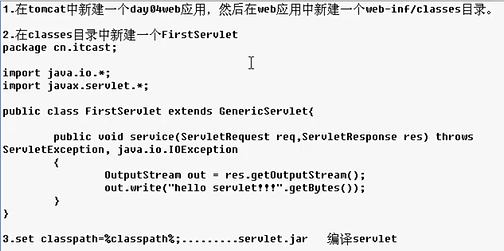 1.在tomcat中新建一个day04web应用，然后在web应用中新建一个web-inf/classes目录。
2.在classes目录中新建一个FirstServlet
package cn.itcast;
import java.io.*;
import javax.servlet.*;
public class FirstServlet extends GenericServlet{
public void service(ServletRequest req,ServletResponse res) throws
ServletException, java.io.IOException
{
OutputStream out = res.getOutputStream();
out.write("hello servlet!!!".getBytes());
}
}
3.set classpath=%classpath%;.........servlet.jar 编译servlet